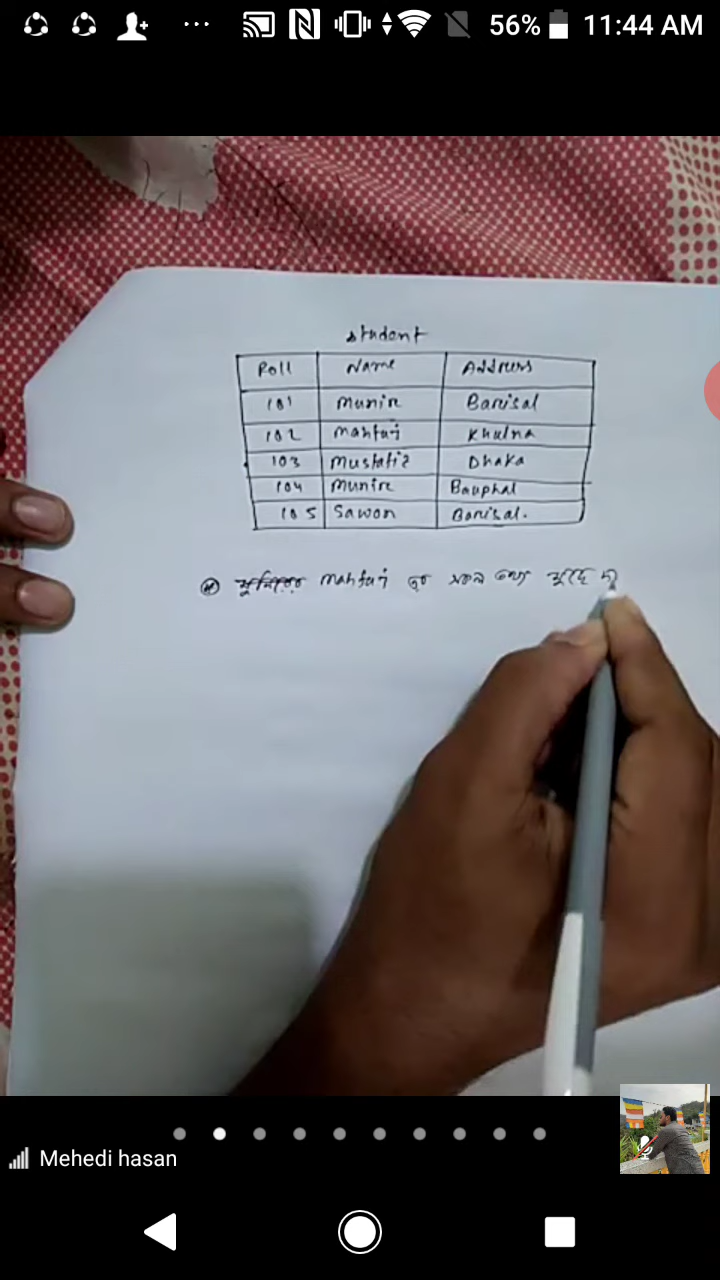 56% 11:44 AM
student
Roll Name Address
101 Munir Barisal
102 Mahfuj Khulna
103 Mustafiz Dhaka
104 Munir Bauphal
105 Sawon Barisal.
Mahfuj এর সকল তথ্য মুছে
Mehedi hasan